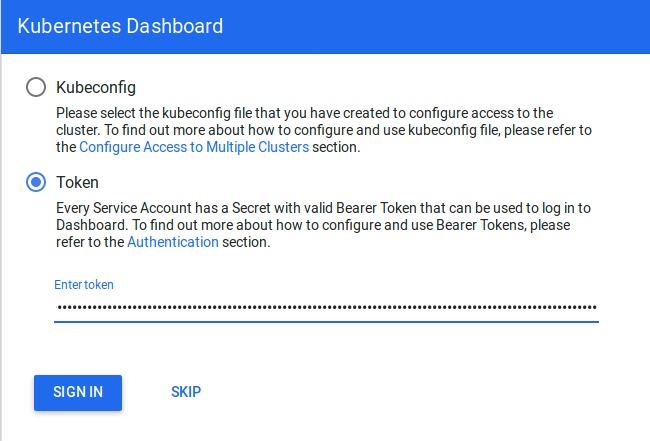 Kubernetes Dashboard
Kubeconfig
Please select the kubeconfig file that you have created to configure access to the
cluster. To find out more about how to configure and use kubeconfig file, please refer to
the Configure Access to Multiple Clusters section.
Token
Every Service Account has a Secret with valid Bearer Token that can be used to log in to
Dashboard. To find out more about how to configure and use Bearer Tokens, please
refer to the Authentication section.
Enter token
SIGN IN
SKIP